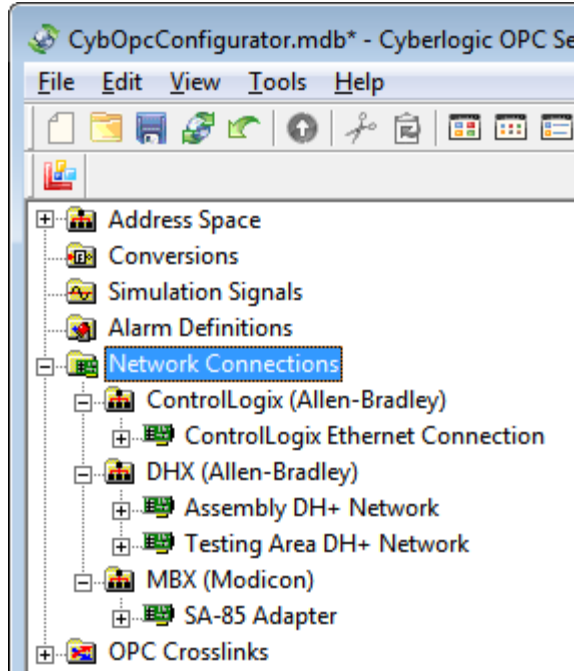 CybOpcConfigurator.mdb* - Cyberlogic OPC Se
File Edit View Tools Help
Address Space
Conversions
Simulation Signals
Alarm Definitions
Network Connections
ControlLogix (Allen-Bradley)
ControlLogix Ethernet Connection
DHX (Allen-Bradley)
Assembly DH+ Network
Testing Area DH+ Network
MBX (Modicon)
SA-85 Adapter
OPC Crosslinks